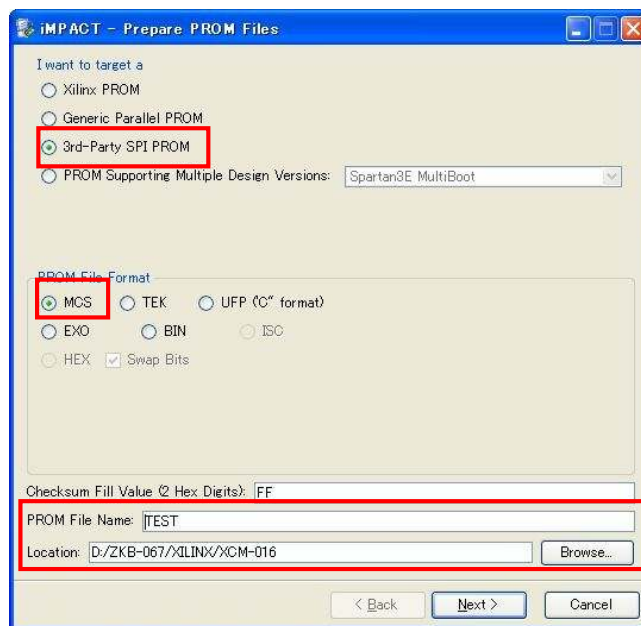 iMPACT - Prepare PROM Files
I want to target a
Xilinx PROM
Generic Parallel PROM
3rd-Party SPI PROM
PROM Supporting Multiple Design Versions: Spartan3E MultiBoot
PROM File Format
MCS TEK UFP ("C" format)
EXO BIN ISC
HEX Swap Bits
Checksum Fill Value (2 Hex Digits): FF
PROM File Name: TEST
Location: D:/ZKB-067/XILINX/XCM-016 Browse...
< Back Next > Cancel